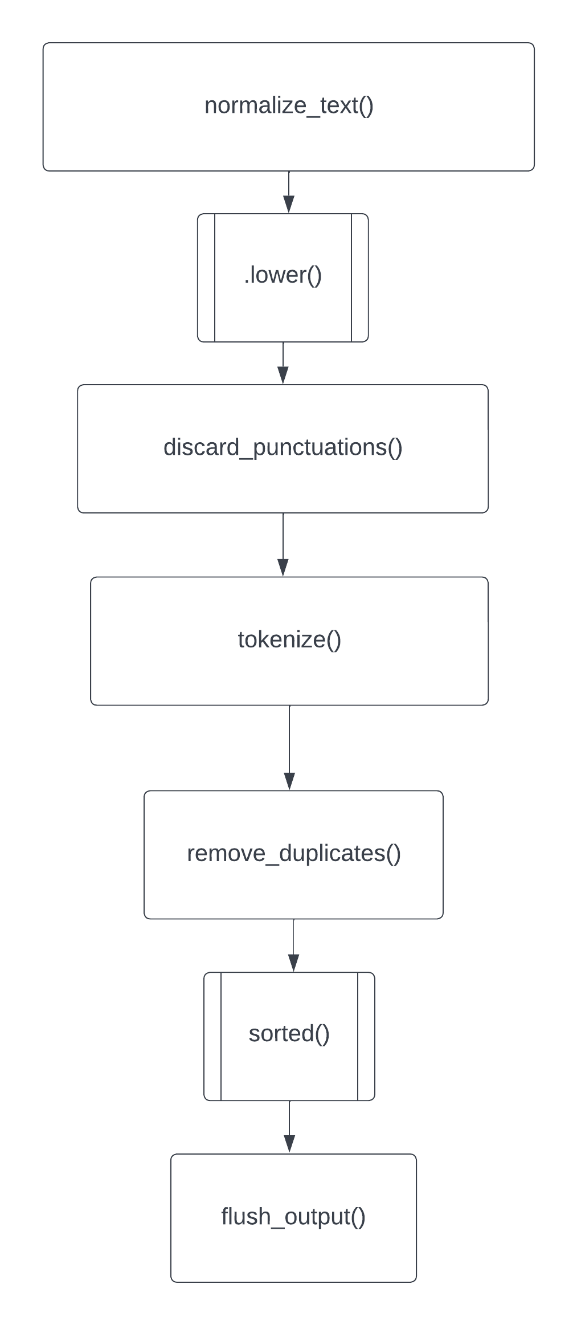 normalize_text()
.lower()
discard_punctuations()
tokenize()
remove_duplicates()
sorted()
flush_output()